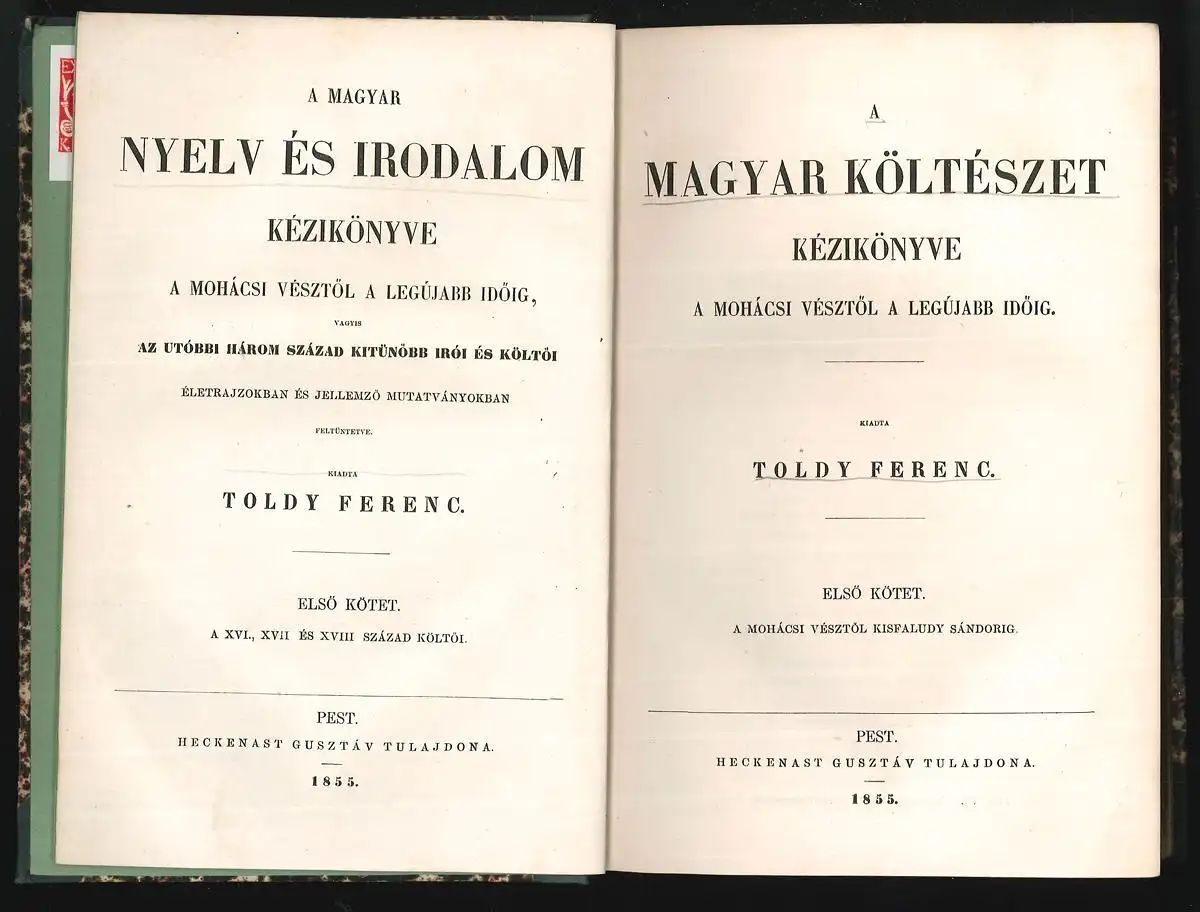 A MAGYAR
NYELV ÉS IRODALOM
KÉZIKÖNYVE
A MOHÁCSI VÉSZTŐL A LEGÚJABB IDŐIG,
VAGYIS
AZ UTÓBBI HÁROM SZÁZAD KITÜNŐBB IRÓI ÉS KÖLTŐI
ÉLETRAJZOKBAN ÉS JELLEMZŐ MUTATVÁNYOKBAN
FELTÜNTETVE.
KIADTA
TOLDY FERENC.
ELSŐ KÖTET.
A XVI., XVII ÉS XVIII SZÁZAD KÖLTŐI.
PEST.
HECKENAST GUSZTÁV TULAJDONA.
1855.
A
MAGYAR KÖLTÉSZET
KÉZIKÖNYVE
A MOHÁCSI VÉSZTŐL A LEGÚJABB IDŐIG.
KIADTA
TOLDY FERENC.
ELSŐ KÖTET.
A MOHÁCSI VÉSZTŐL KISFALUDY SÁNDORIG.
PEST.
HECKENAST GUSZTÁV TULAJDONA.
1855.